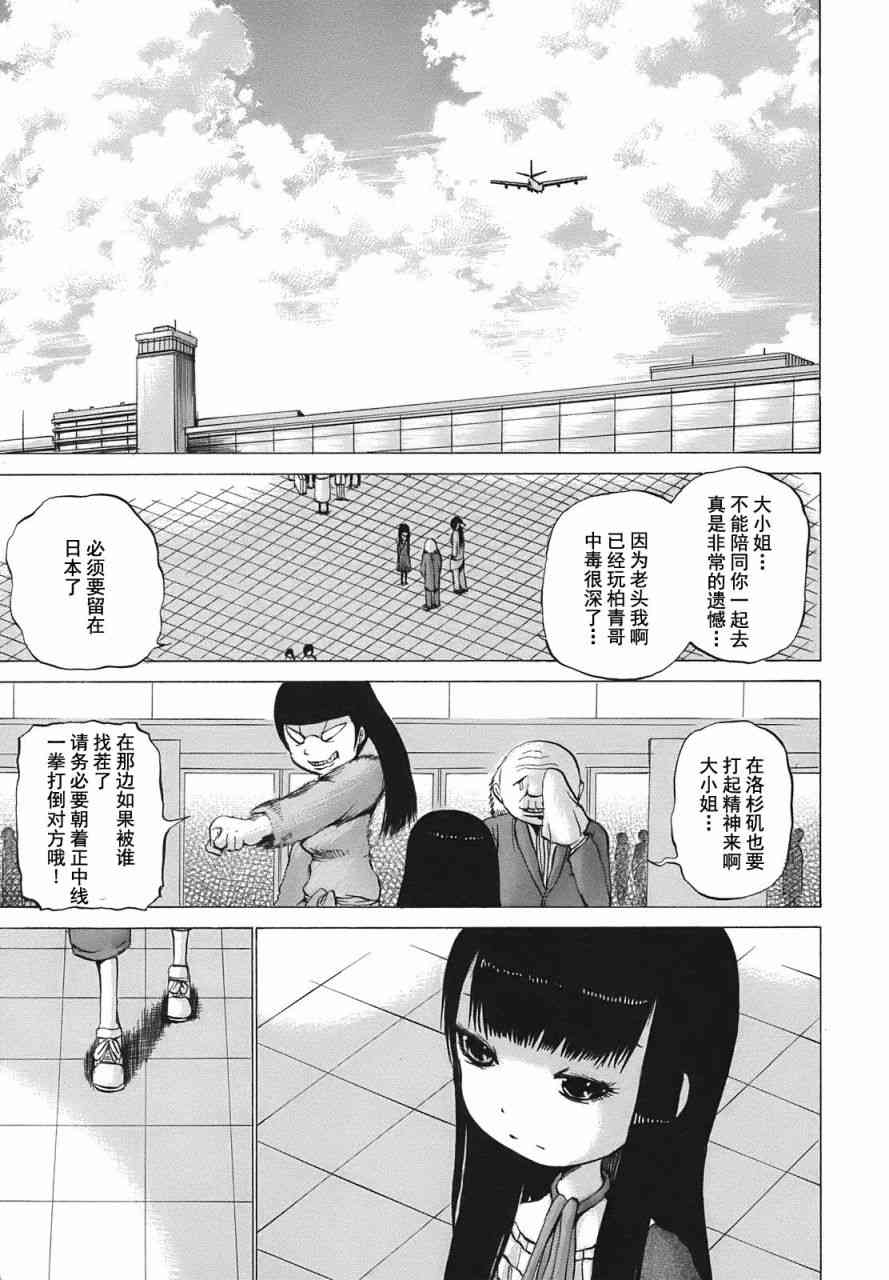 大小姐…
不能陪同你一起去
真是非常的遗憾…
因为老头我啊
已经玩柏青哥
中毒很深了…
必须要留在
日本了
在洛杉矶也要
打起精神来啊
大小姐…
在那边如果被谁
找茬了
请务必要朝着正中线
一拳打倒对方哦！